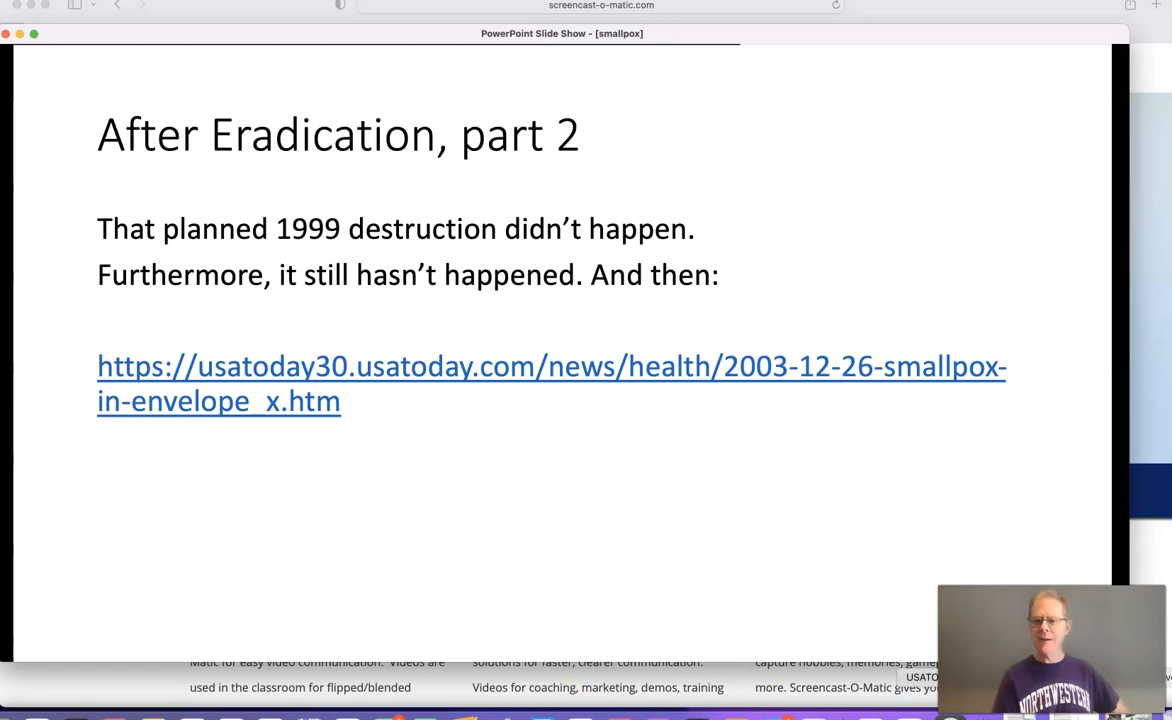 screencast-o-matic.com
PowerPoint Slide Show - [smallpox]
After Eradication, part 2
That planned 1999 destruction didn't happen.
Furthermore, it still hasn't happened. And then:
https://usatoday30.usatoday.com/news/health/2003-12-26-smallpox-
in-envelope_x.htm
NORTHWESTERN
Matic for easy video communication. Videos are
used in the classroom for flipped/blended
solutions for faster, clearer communication.
Videos for coaching, marketing, demos, training
capture hobbies, memories,
more. Screencast-O-Matic gives
USATO